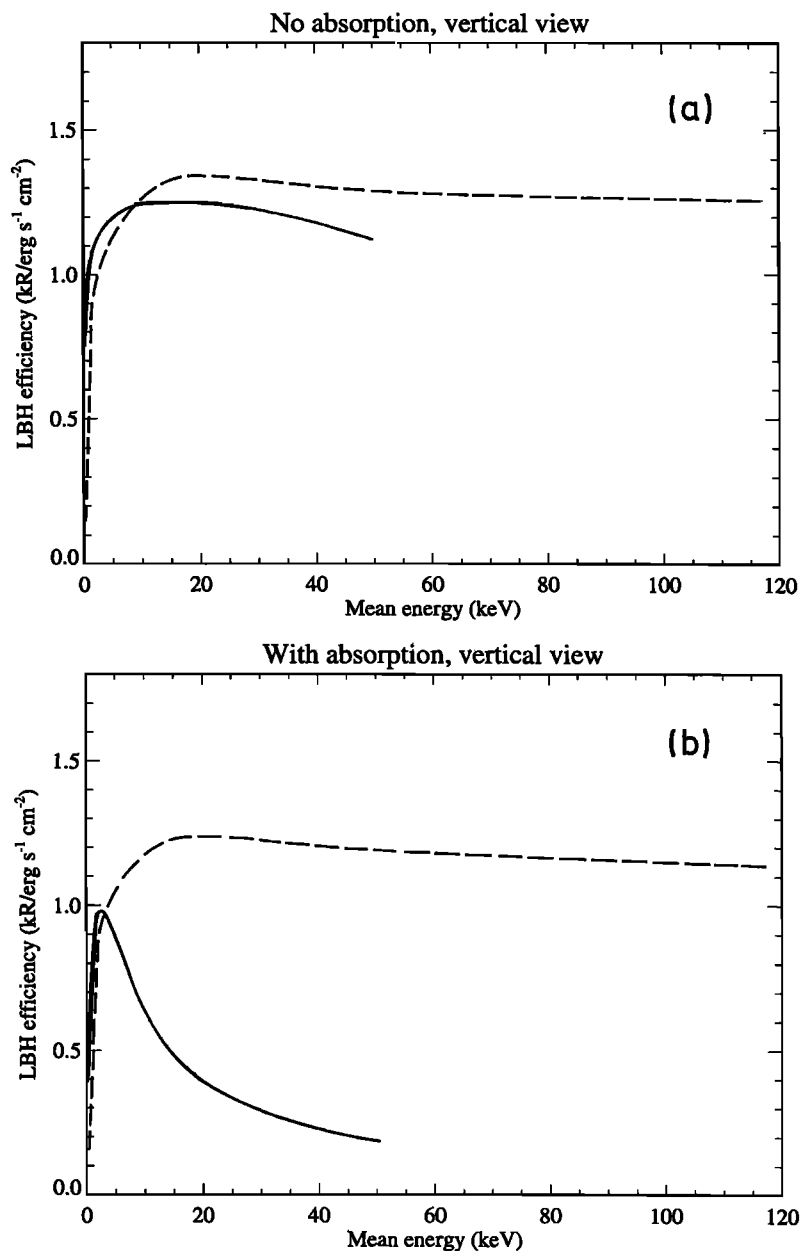 No absorption, vertical view
(a)
1.5
1.0
0.5
0.0
LBH efficiency (kR/erg s⁻¹ cm⁻²)
0 20 40 60 80 100 120
Mean energy (keV)
With absorption, vertical view
(b)
1.5
1.0
0.5
0.0
LBH efficiency (kR/erg s⁻¹ cm⁻²)
0 20 40 60 80 100 120
Mean energy (keV)